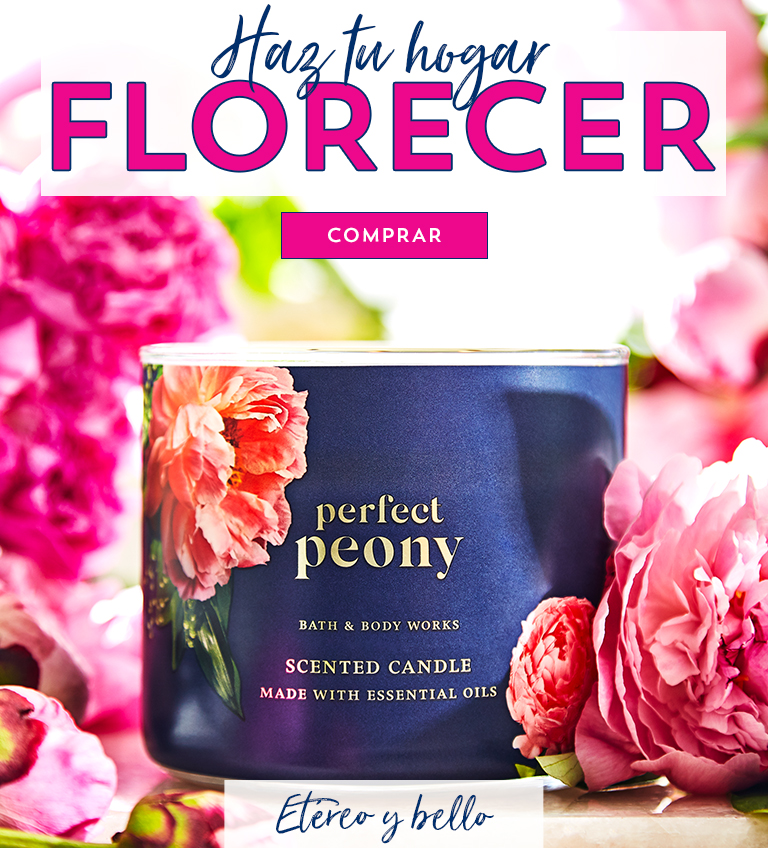 Haz tu hogar
FLORECER
COMPRAR
perfect
peony
BATH & BODY WORKS
SCENTED CANDLE
MADE WITH ESSENTIAL OILS
Etéreo y bello